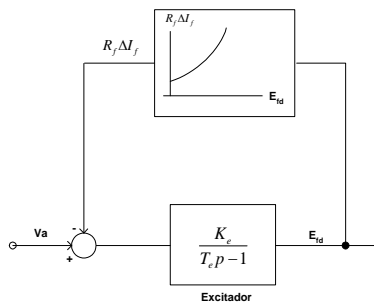 R_f ΔI_f
R_f ΔI_f
E_fd
Va
-
+
K_e
T_e p − 1
E_fd
Excitador